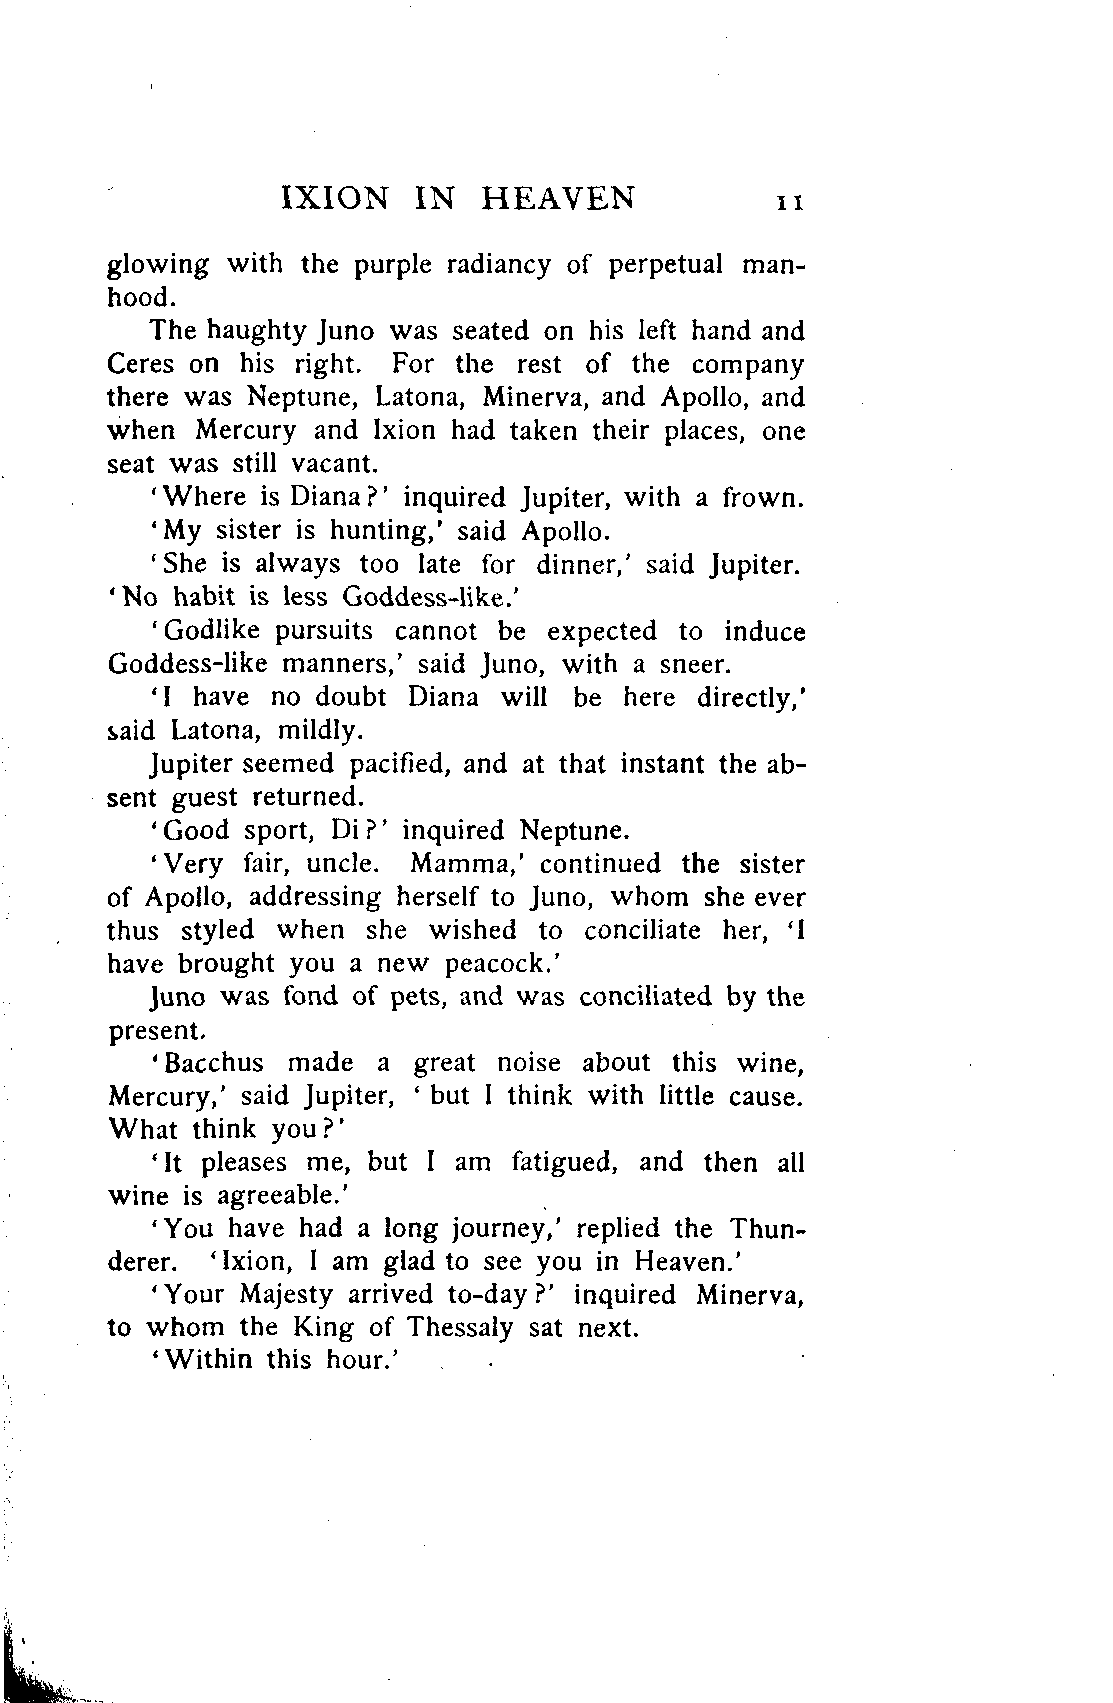 IXION IN HEAVEN 11
glowing with the purple radiancy of perpetual man-
hood.
The haughty Juno was seated on his left hand and
Ceres on his right. For the rest of the company
there was Neptune, Latona, Minerva, and Apollo, and
when Mercury and Ixion had taken their places, one
seat was still vacant.
‘Where is Diana?’ inquired Jupiter, with a frown.
‘My sister is hunting,’ said Apollo.
‘She is always too late for dinner,’ said Jupiter.
‘No habit is less Goddess-like.’
‘Godlike pursuits cannot be expected to induce
Goddess-like manners,’ said Juno, with a sneer.
‘I have no doubt Diana will be here directly,’
said Latona, mildly.
Jupiter seemed pacified, and at that instant the ab-
sent guest returned.
‘Good sport, Di?’ inquired Neptune.
‘Very fair, uncle. Mamma,’ continued the sister
of Apollo, addressing herself to Juno, whom she ever
thus styled when she wished to conciliate her, ‘I
have brought you a new peacock.’
Juno was fond of pets, and was conciliated by the
present.
‘Bacchus made a great noise about this wine,
Mercury,’ said Jupiter, ‘but I think with little cause.
What think you?’
‘It pleases me, but I am fatigued, and then all
wine is agreeable.’
‘You have had a long journey,’ replied the Thun-
derer. ‘Ixion, I am glad to see you in Heaven.’
‘Your Majesty arrived to-day?’ inquired Minerva,
to whom the King of Thessaly sat next.
‘Within this hour.’